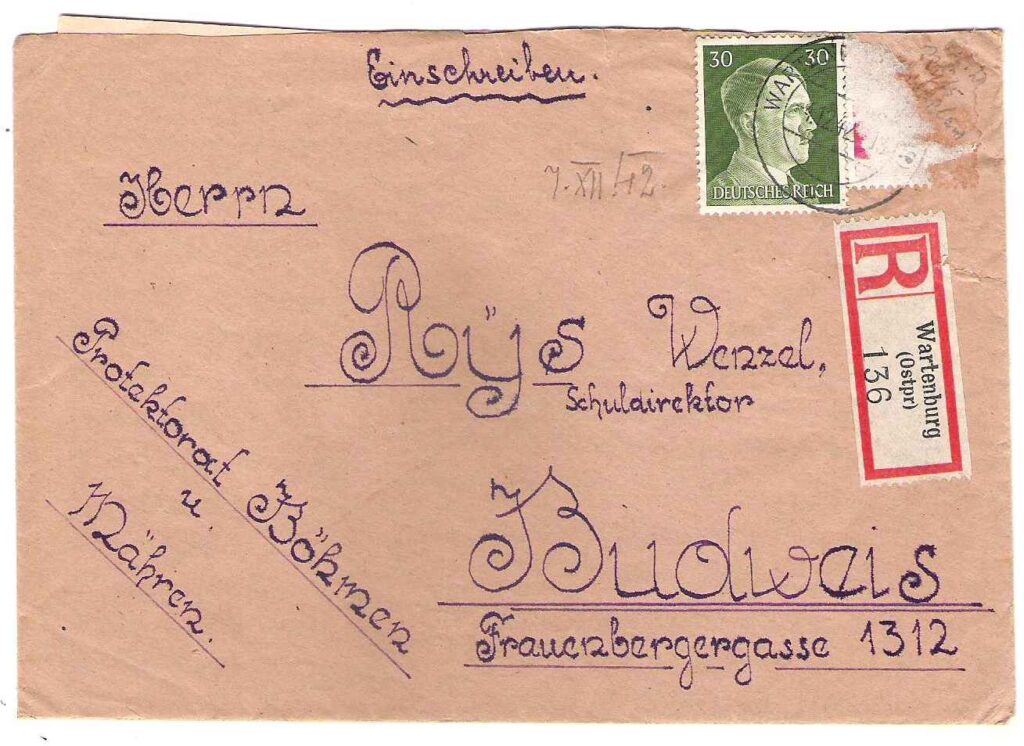 Einschreiben.
30 30
DEUTSCHES REICH
7. XII. 42.
Herrn
R
Wartenburg
(Ostpr)
136
Rÿs Wenzel,
Schuldirektor
Protektorat Böhmen
u.
Mähren.
Budweis
Frauenbergergasse 1312